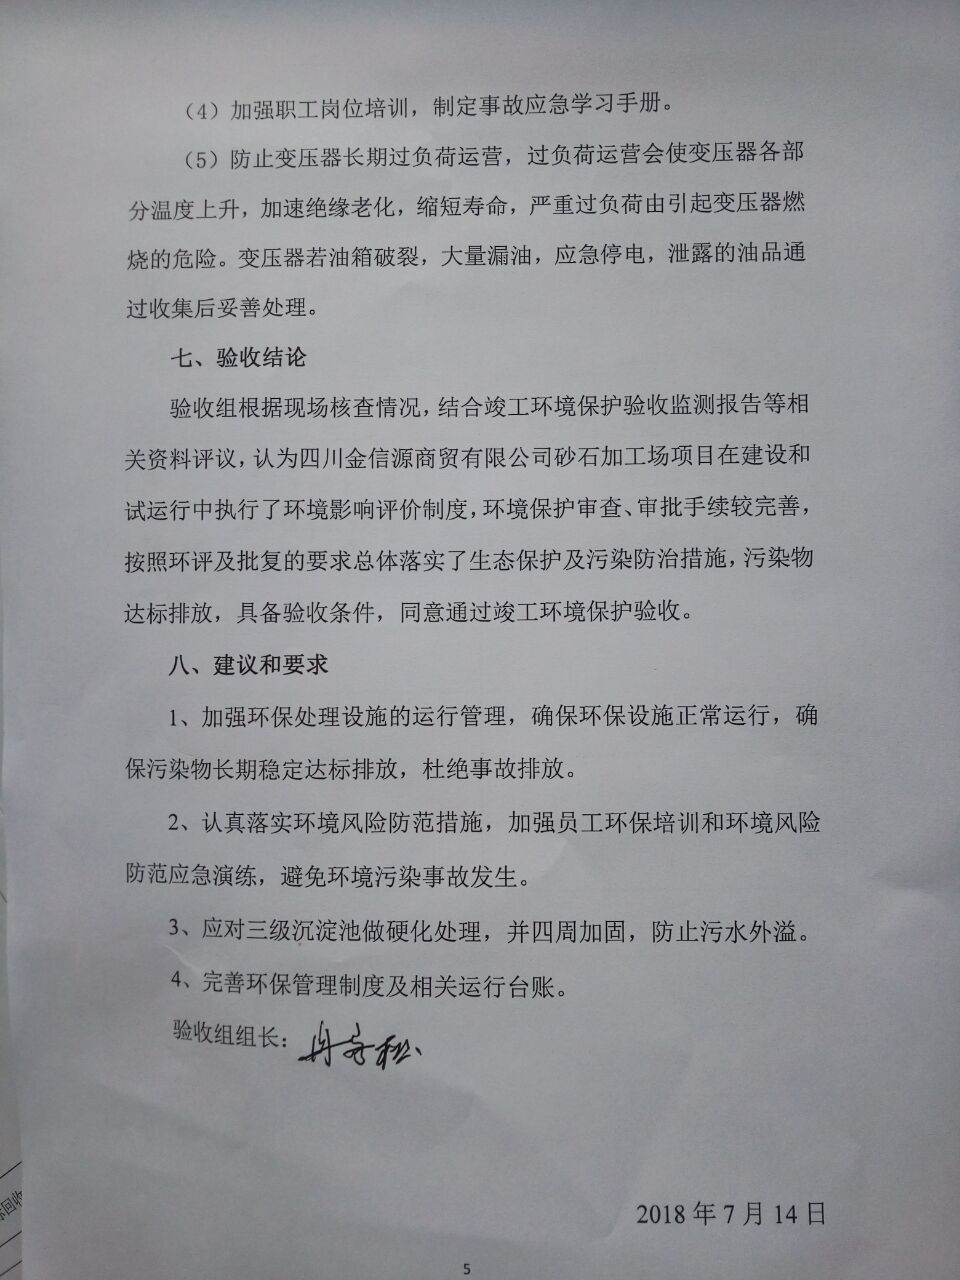 （4）加强职工岗位培训，制定事故应急学习手册。
（5）防止变压器长期过负荷运营，过负荷运营会使变压器各部
分温度上升，加速绝缘老化，缩短寿命，严重过负荷由引起变压器燃
烧的危险。变压器若油箱破裂，大量漏油，应急停电，泄露的油品通
过收集后妥善处理。
七、验收结论
验收组根据现场核查情况，结合竣工环境保护验收监测报告等相
关资料评议，认为四川金信源商贸有限公司砂石加工场项目在建设和
试运行中执行了环境影响评价制度，环境保护审查、审批手续较完善，
按照环评及批复的要求总体落实了生态保护及污染防治措施，污染物
达标排放，具备验收条件，同意通过竣工环境保护验收。
八、建议和要求
1、加强环保处理设施的运行管理，确保环保设施正常运行，确
保污染物长期稳定达标排放，杜绝事故排放。
2、认真落实环境风险防范措施，加强员工环保培训和环境风险
防范应急演练，避免环境污染事故发生。
3、应对三级沉淀池做硬化处理，并四周加固，防止污水外溢。
4、完善环保管理制度及相关运行台账。
验收组组长：
2018 年 7 月 14 日
5